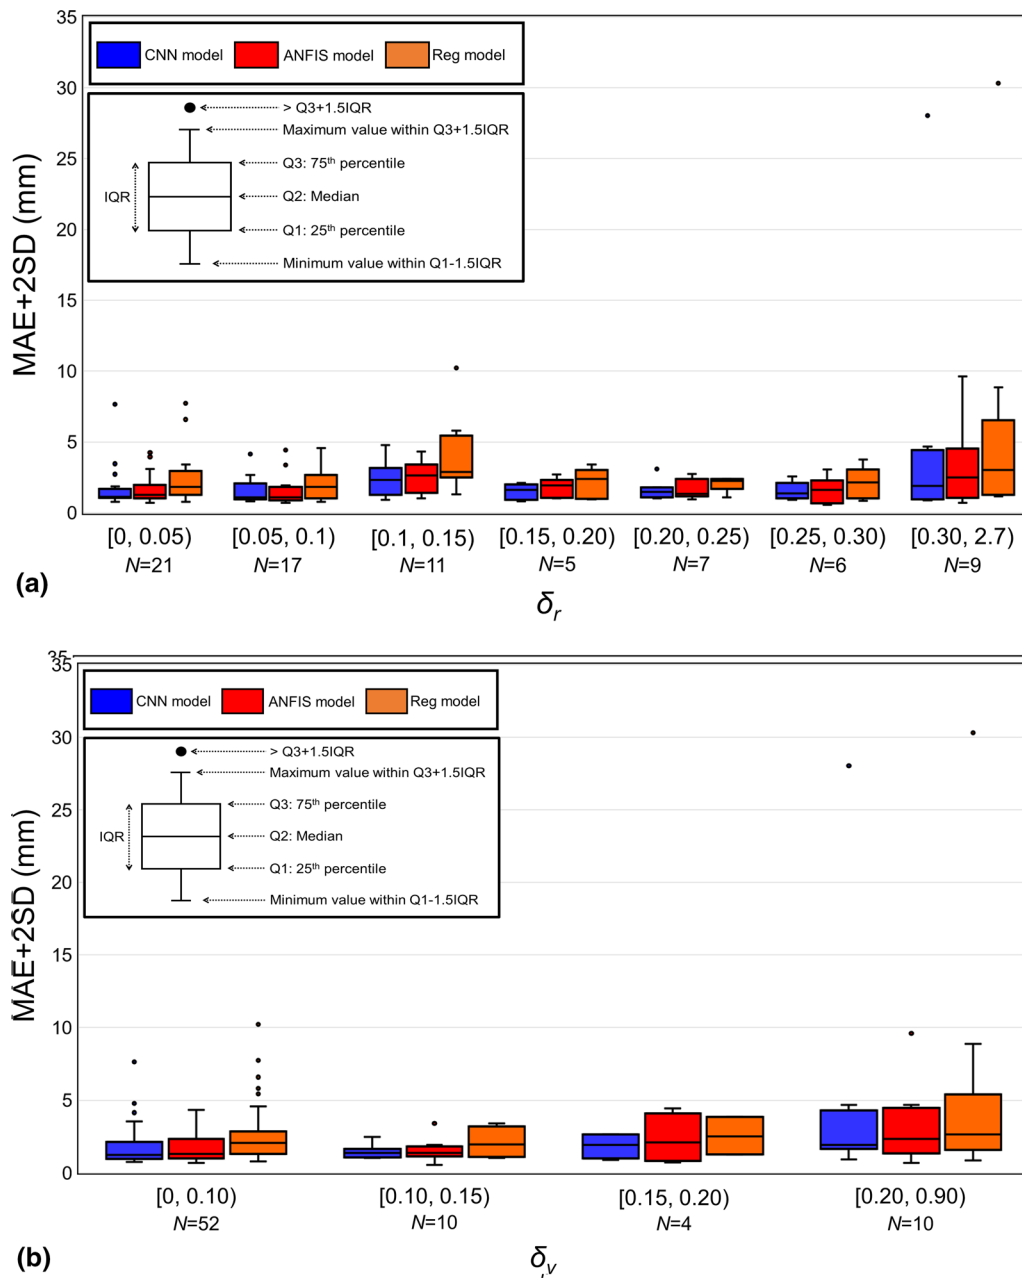 35
30
25
20
15
10
5
0
MAE+2SD (mm)
CNN model ANFIS model Reg model
> Q3+1.5IQR
Maximum value within Q3+1.5IQR
Q3: 75th percentile
IQR
Q2: Median
Q1: 25th percentile
Minimum value within Q1-1.5IQR
[0, 0.05) [0.05, 0.1) [0.1, 0.15) [0.15, 0.20) [0.20, 0.25) [0.25, 0.30) [0.30, 2.7)
N=21 N=17 N=11 N=5 N=7 N=6 N=9
(a)
δr
35
30
25
20
15
10
5
0
MAE+2SD (mm)
CNN model ANFIS model Reg model
> Q3+1.5IQR
Maximum value within Q3+1.5IQR
Q3: 75th percentile
IQR
Q2: Median
Q1: 25th percentile
Minimum value within Q1-1.5IQR
[0, 0.10) [0.10, 0.15) [0.15, 0.20) [0.20, 0.90)
N=52 N=10 N=4 N=10
(b)
δv